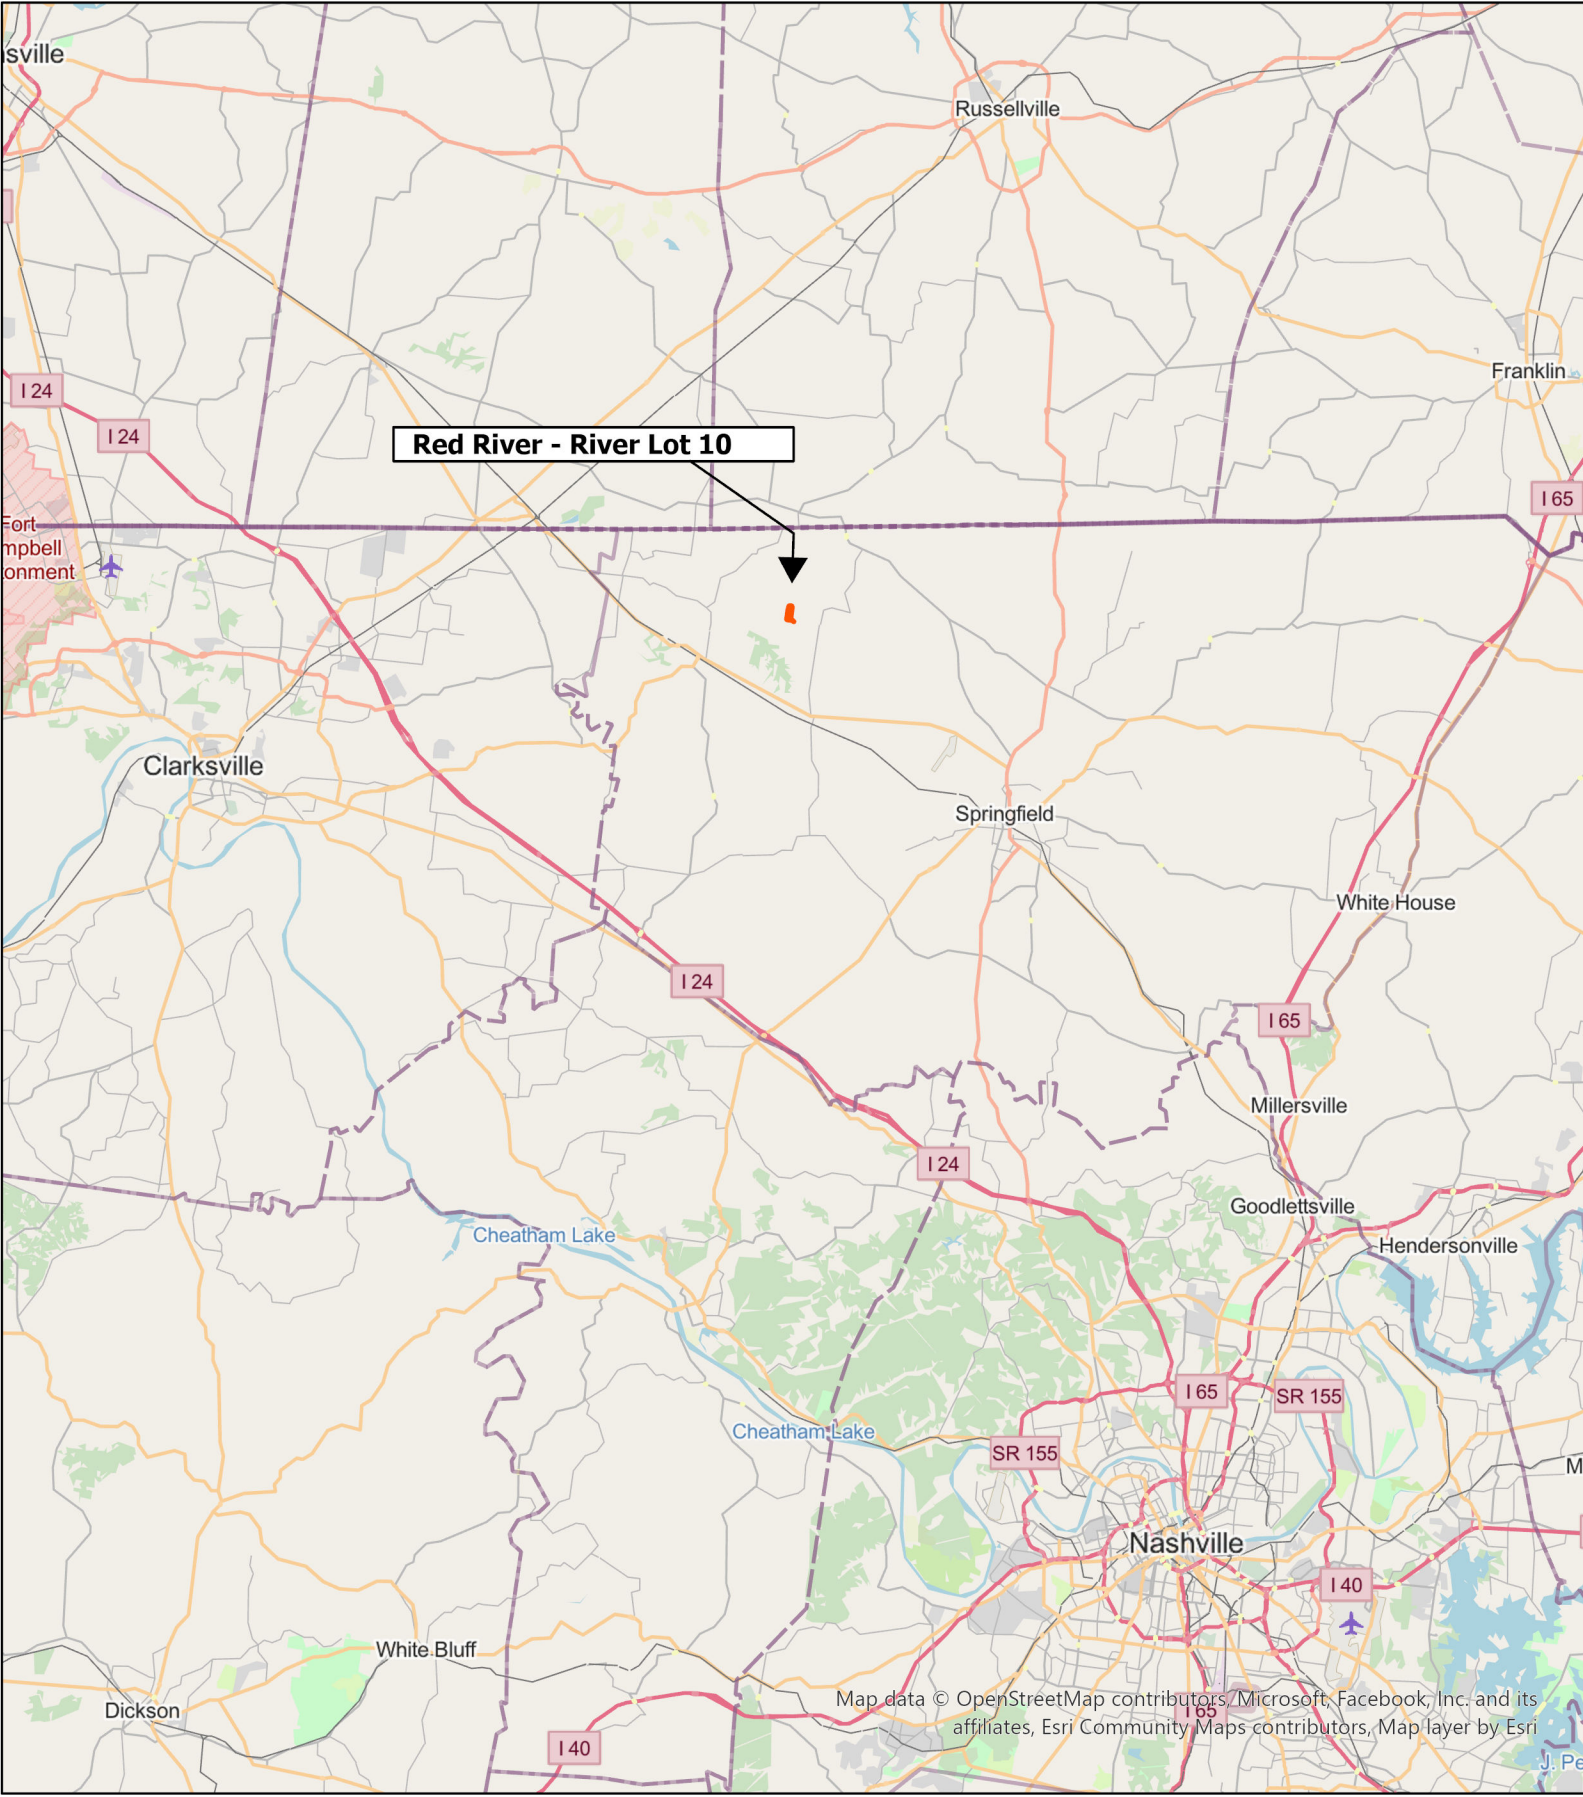 sville
Russellville
Franklin
I 24
I 24
Red River - River Lot 10
I 65
Fort
mpbell
onment
Clarksville
Springfield
White House
I 24
I 65
Millersville
I 24
Goodlettsville
Cheatham Lake
Hendersonville
I 65
SR 155
Cheatham Lake
SR 155
M
Nashville
I 40
White Bluff
Dickson
I 65
Map data © OpenStreetMap contributors, Microsoft, Facebook, Inc. and its
affiliates, Esri Community Maps contributors, Map layer by Esri
I 40
J. Pe